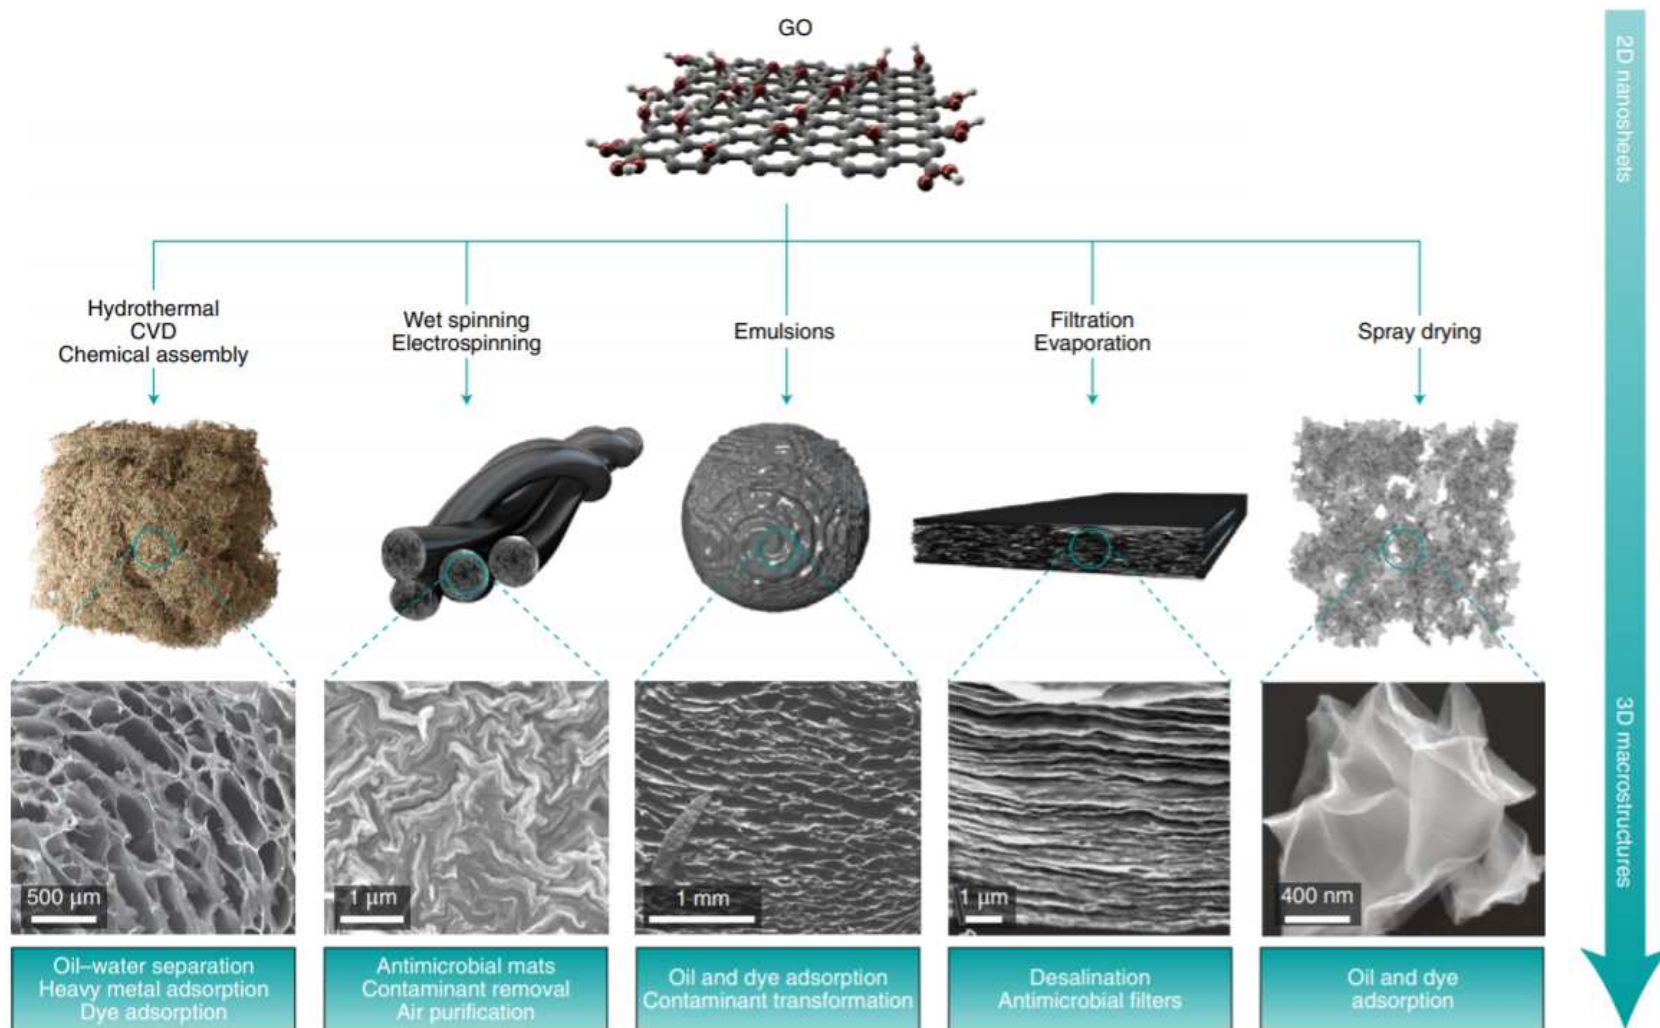 GO
2D nanosheets
Hydrothermal
CVD
Chemical assembly
Wet spinning
Electrospinning
Emulsions
Filtration
Evaporation
Spray drying
500 µm
1 µm
1 mm
1 µm
400 nm
3D macrostructures
Oil–water separation
Heavy metal adsorption
Dye adsorption
Antimicrobial mats
Contaminant removal
Air purification
Oil and dye adsorption
Contaminant transformation
Desalination
Antimicrobial filters
Oil and dye
adsorption